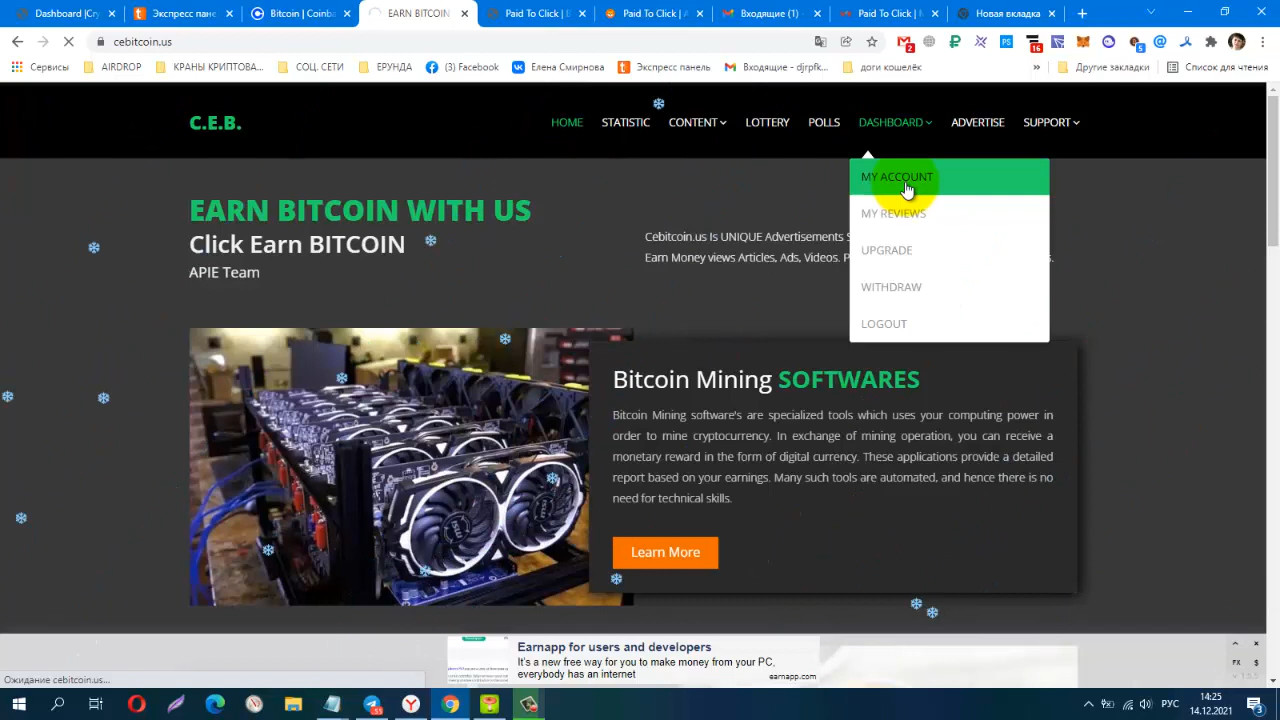 Dashboard | J
Экспресс пане
Bitcoin | Coinb
EARN BITCOIN
Paid To Click | E
Paid To Click | A
Входящие (1)
Paid To Click | M
Новая вкладка
cebitcoin.us
2
16
5
Сервисы
AIRDROP
КРАНЫ КРИПТОВА...
СОЦ. СЕТИ
ЕРУНДА
(3) Facebook
Елена Смирнова
Экспресс панель
Входящие - djrpfk...
доги кошелёк
»
Другие закладки
Список для чтения
C.E.B.
HOME
STATISTIC
CONTENT
LOTTERY
POLLS
DASHBOARD
ADVERTISE
SUPPORT
MY ACCOUNT
MY REVIEWS
UPGRADE
WITHDRAW
LOGOUT
EARN BITCOIN WITH US
Click Earn BITCOIN
APIE Team
Cebitcoin.us Is UNIQUE Advertisements S
Earn Money views Articles, Ads, Videos. P
s.
Bitcoin Mining SOFTWARES
Bitcoin Mining software's are specialized tools which uses your computing power in
order to mine cryptocurrency. In exchange of mining operation, you can receive a
monetary reward in the form of digital currency. These applications provide a detailed
report based on your earnings. Many such tools are automated, and hence there is no
need for technical skills.
Learn More
Earnapp for users and developers
It's a new free way for you to make money from your PC,
everybody has an internet
earnapp.com
cebitcoin.us...
РУС
14:25
14.12.2021
3